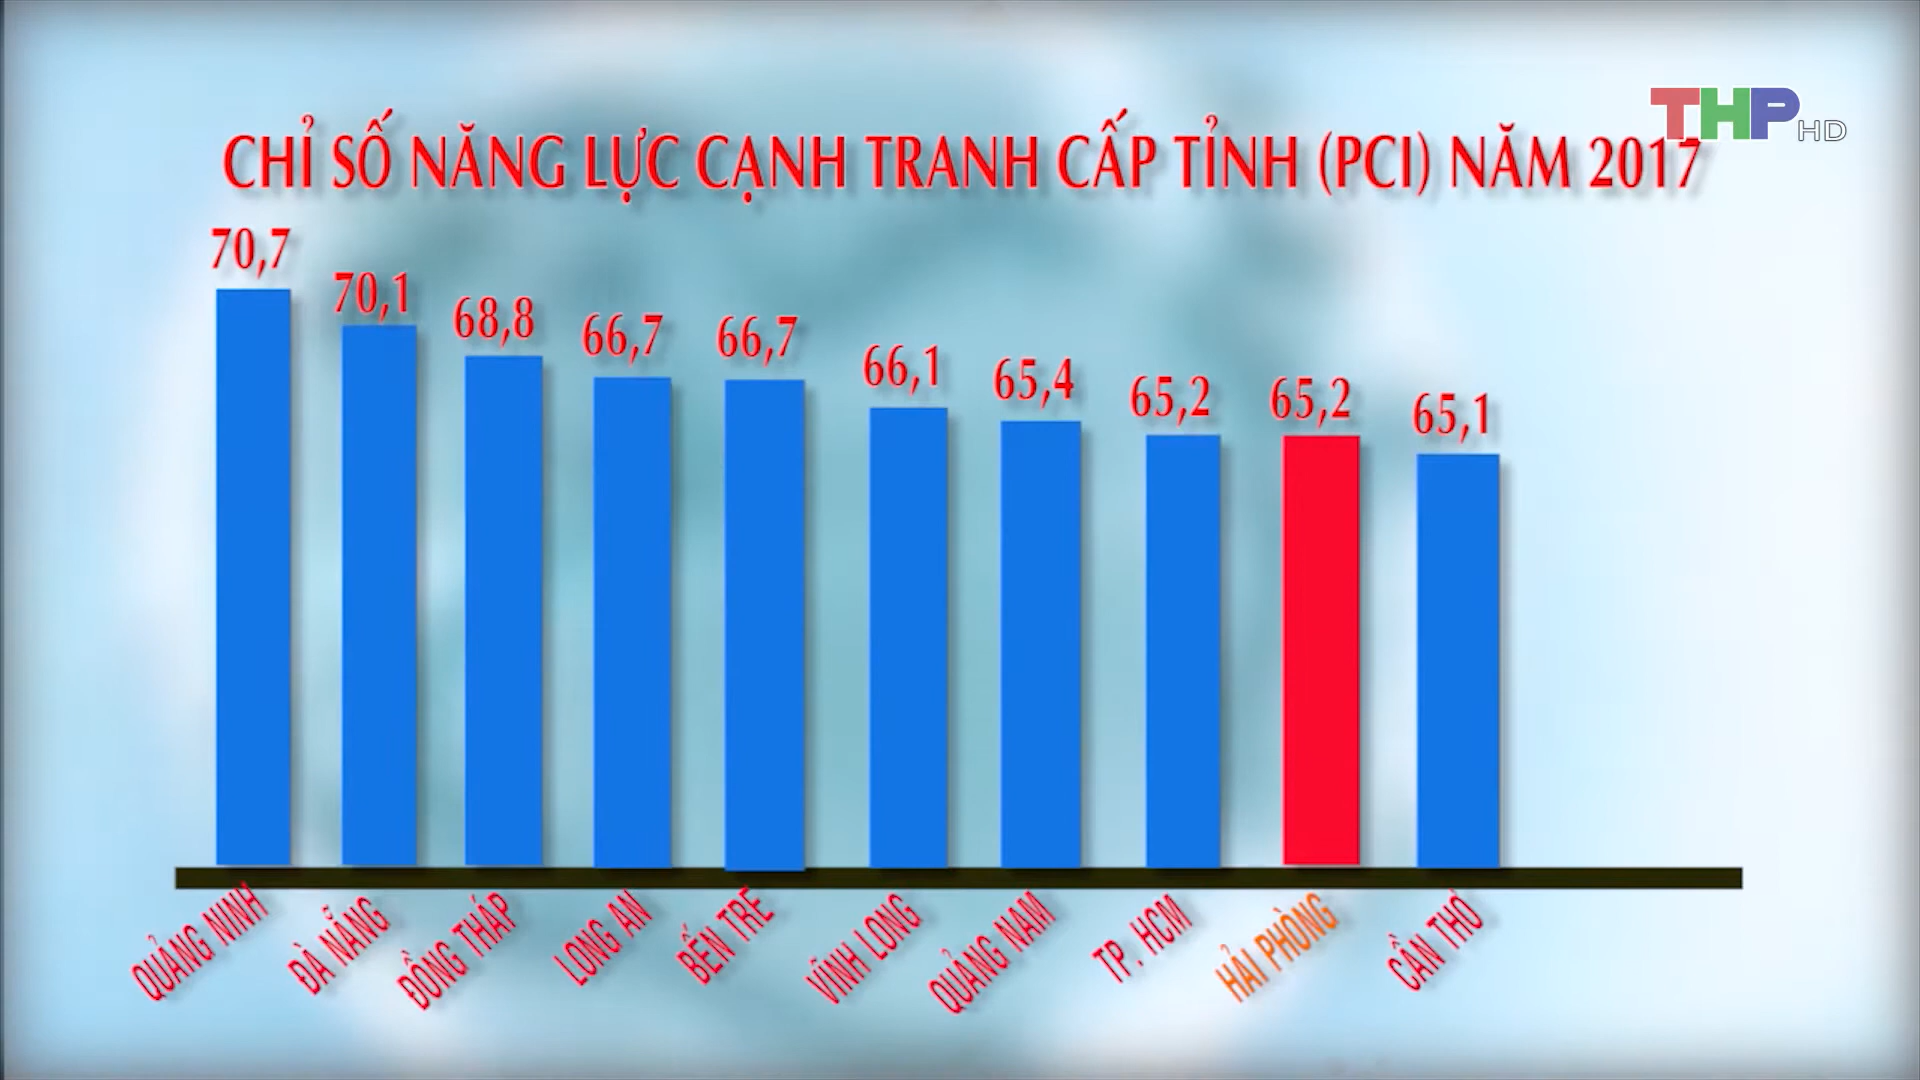 THP HD
CHỈ SỐ NĂNG LỰC CẠNH TRANH CẤP TỈNH (PCI) NĂM 2017
70,7
70,1
68,8
66,7
66,7
66,1
65,4
65,2
65,2
65,1
QUẢNG NINH
ĐÀ NẴNG
ĐỒNG THÁP
LONG AN
BẾN TRE
VĨNH LONG
QUẢNG NAM
TP. HCM
HẢI PHÒNG
CẦN THƠ